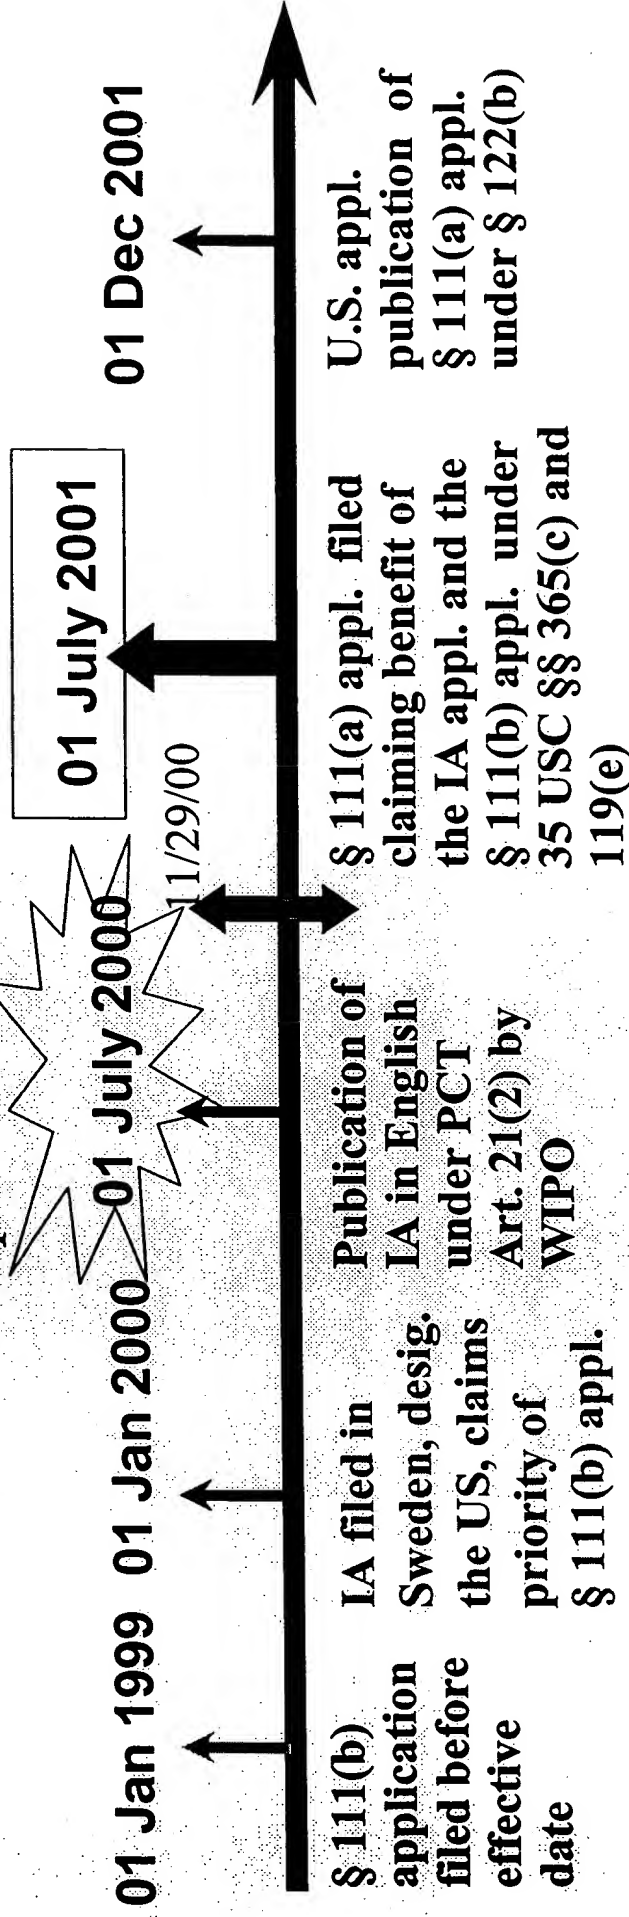 01 Jan 1999
01 Jan 2000
01 July 2000
11/29/00
01 July 2001
01 Dec 2001
§ 111(b)
application
filed before
effective
date
IA filed in
Sweden, desig.
the US, claims
priority of
§ 111(b) appl.
Publication of
IA in English
under PCT
Art. 21(2) by
WIPO
§ 111(a) appl. filed
claiming benefit of
the IA appl. and the
§ 111(b) appl. under
35 USC §§ 365(c) and
119(e)
U.S. appl.
publication of
§ 111(a) appl.
under § 122(b)